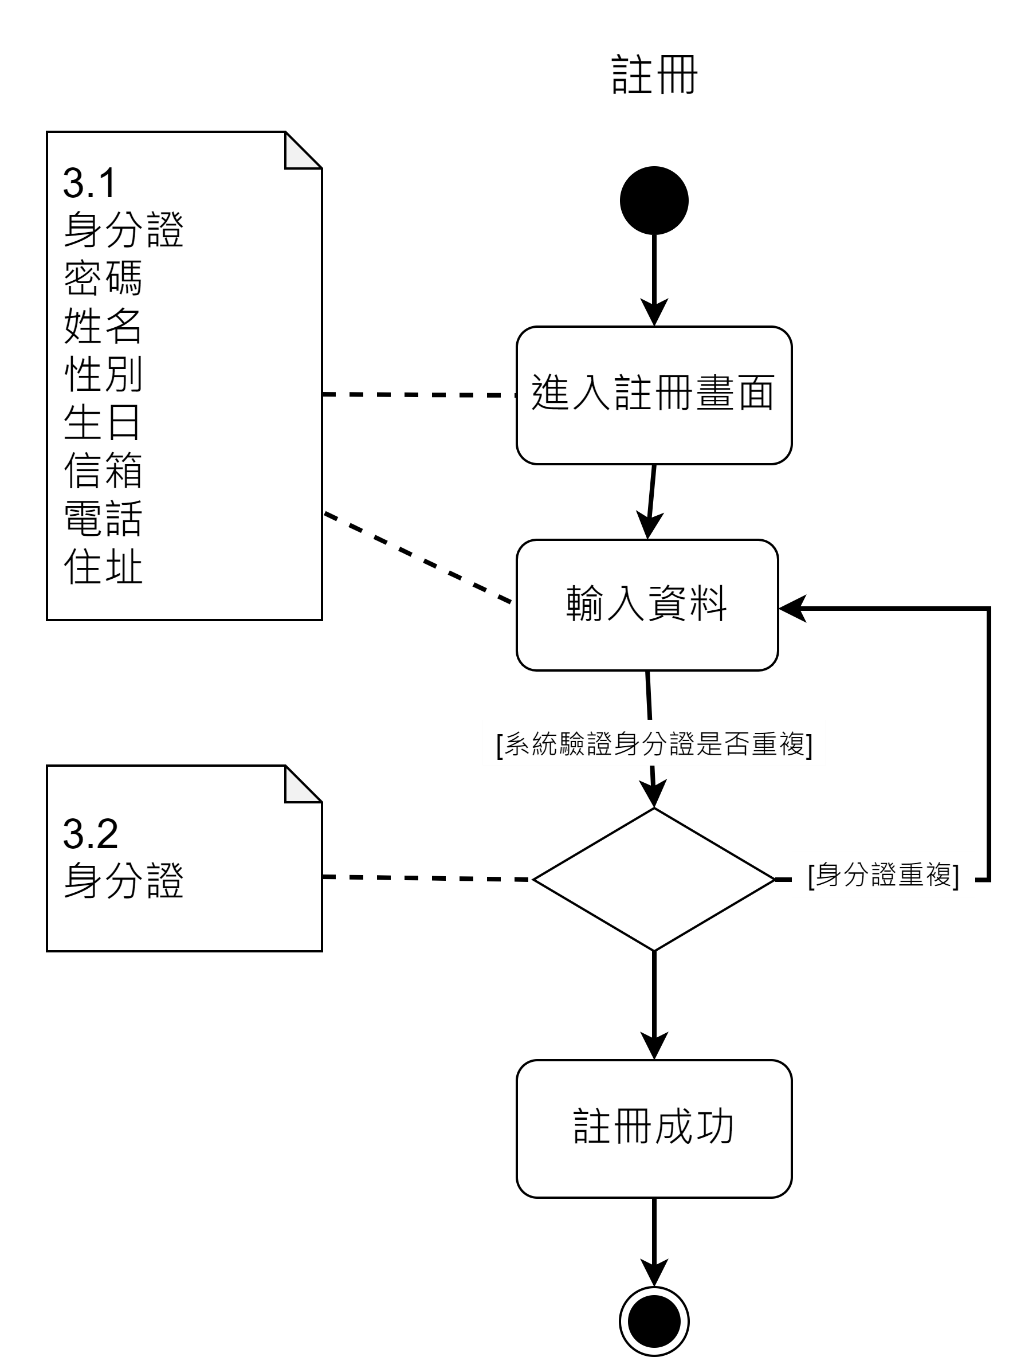 註冊
3.1
身分證
密碼
姓名
性別
生日
信箱
電話
住址
進入註冊畫面
輸入資料
[系統驗證身分證是否重複]
3.2
身分證
[身分證重複]
註冊成功